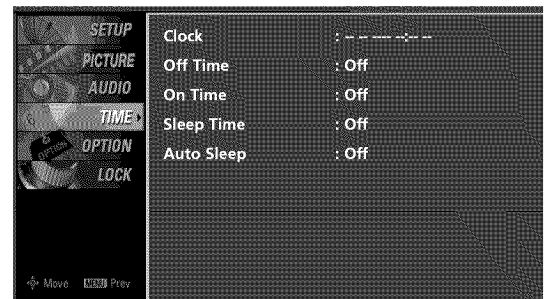 SETUP
PICTURE
AUDIO
TIME
OPTION
LOCK
Clock : -- -- ---- --:-- --
Off Time : Off
On Time : Off
Sleep Time : Off
Auto Sleep : Off
Move MENU Prev